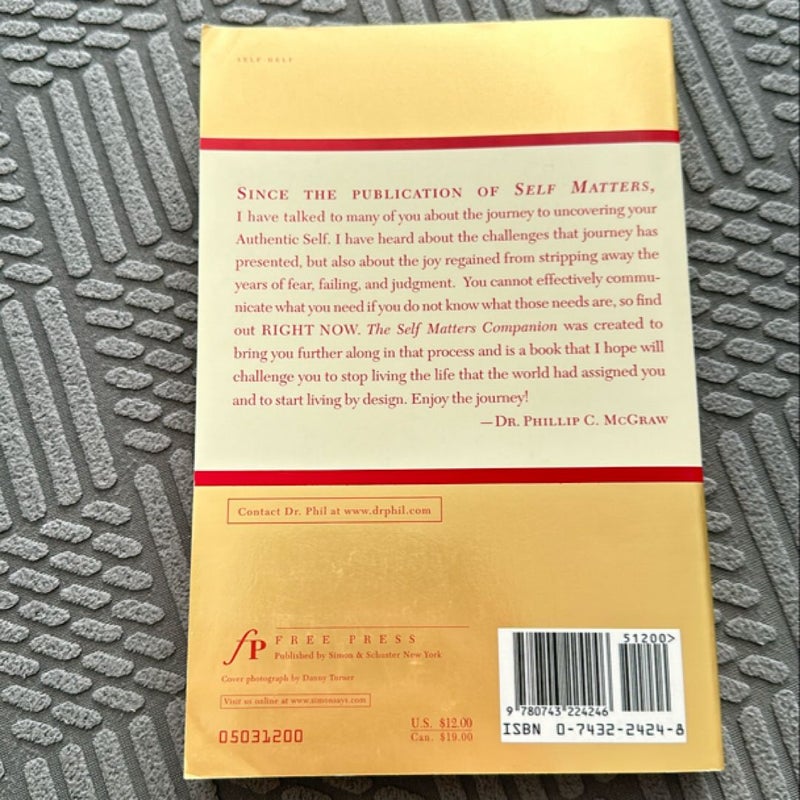 SELF-HELP
SINCE THE PUBLICATION OF SELF MATTERS,
I have talked to many of you about the journey to uncovering your
Authentic Self. I have heard about the challenges that journey has
presented, but also about the joy regained from stripping away the
years of fear, failing, and judgment. You cannot effectively commu-
nicate what you need if you do not know what those needs are, so find
out RIGHT NOW. The Self Matters Companion was created to
bring you further along in that process and is a book that I hope will
challenge you to stop living the life that the world had assigned you
and to start living by design. Enjoy the journey!
—DR. PHILLIP C. MCGRAW
Contact Dr. Phil at www.drphil.com
fP FREE PRESS
Published by Simon & Schuster New York
Cover photograph by Danny Turner
Visit us online at www.simonsays.com
05031200
U.S. $12.00
Can. $19.00
51200>
9 780743 224246
ISBN 0-7432-2424-8